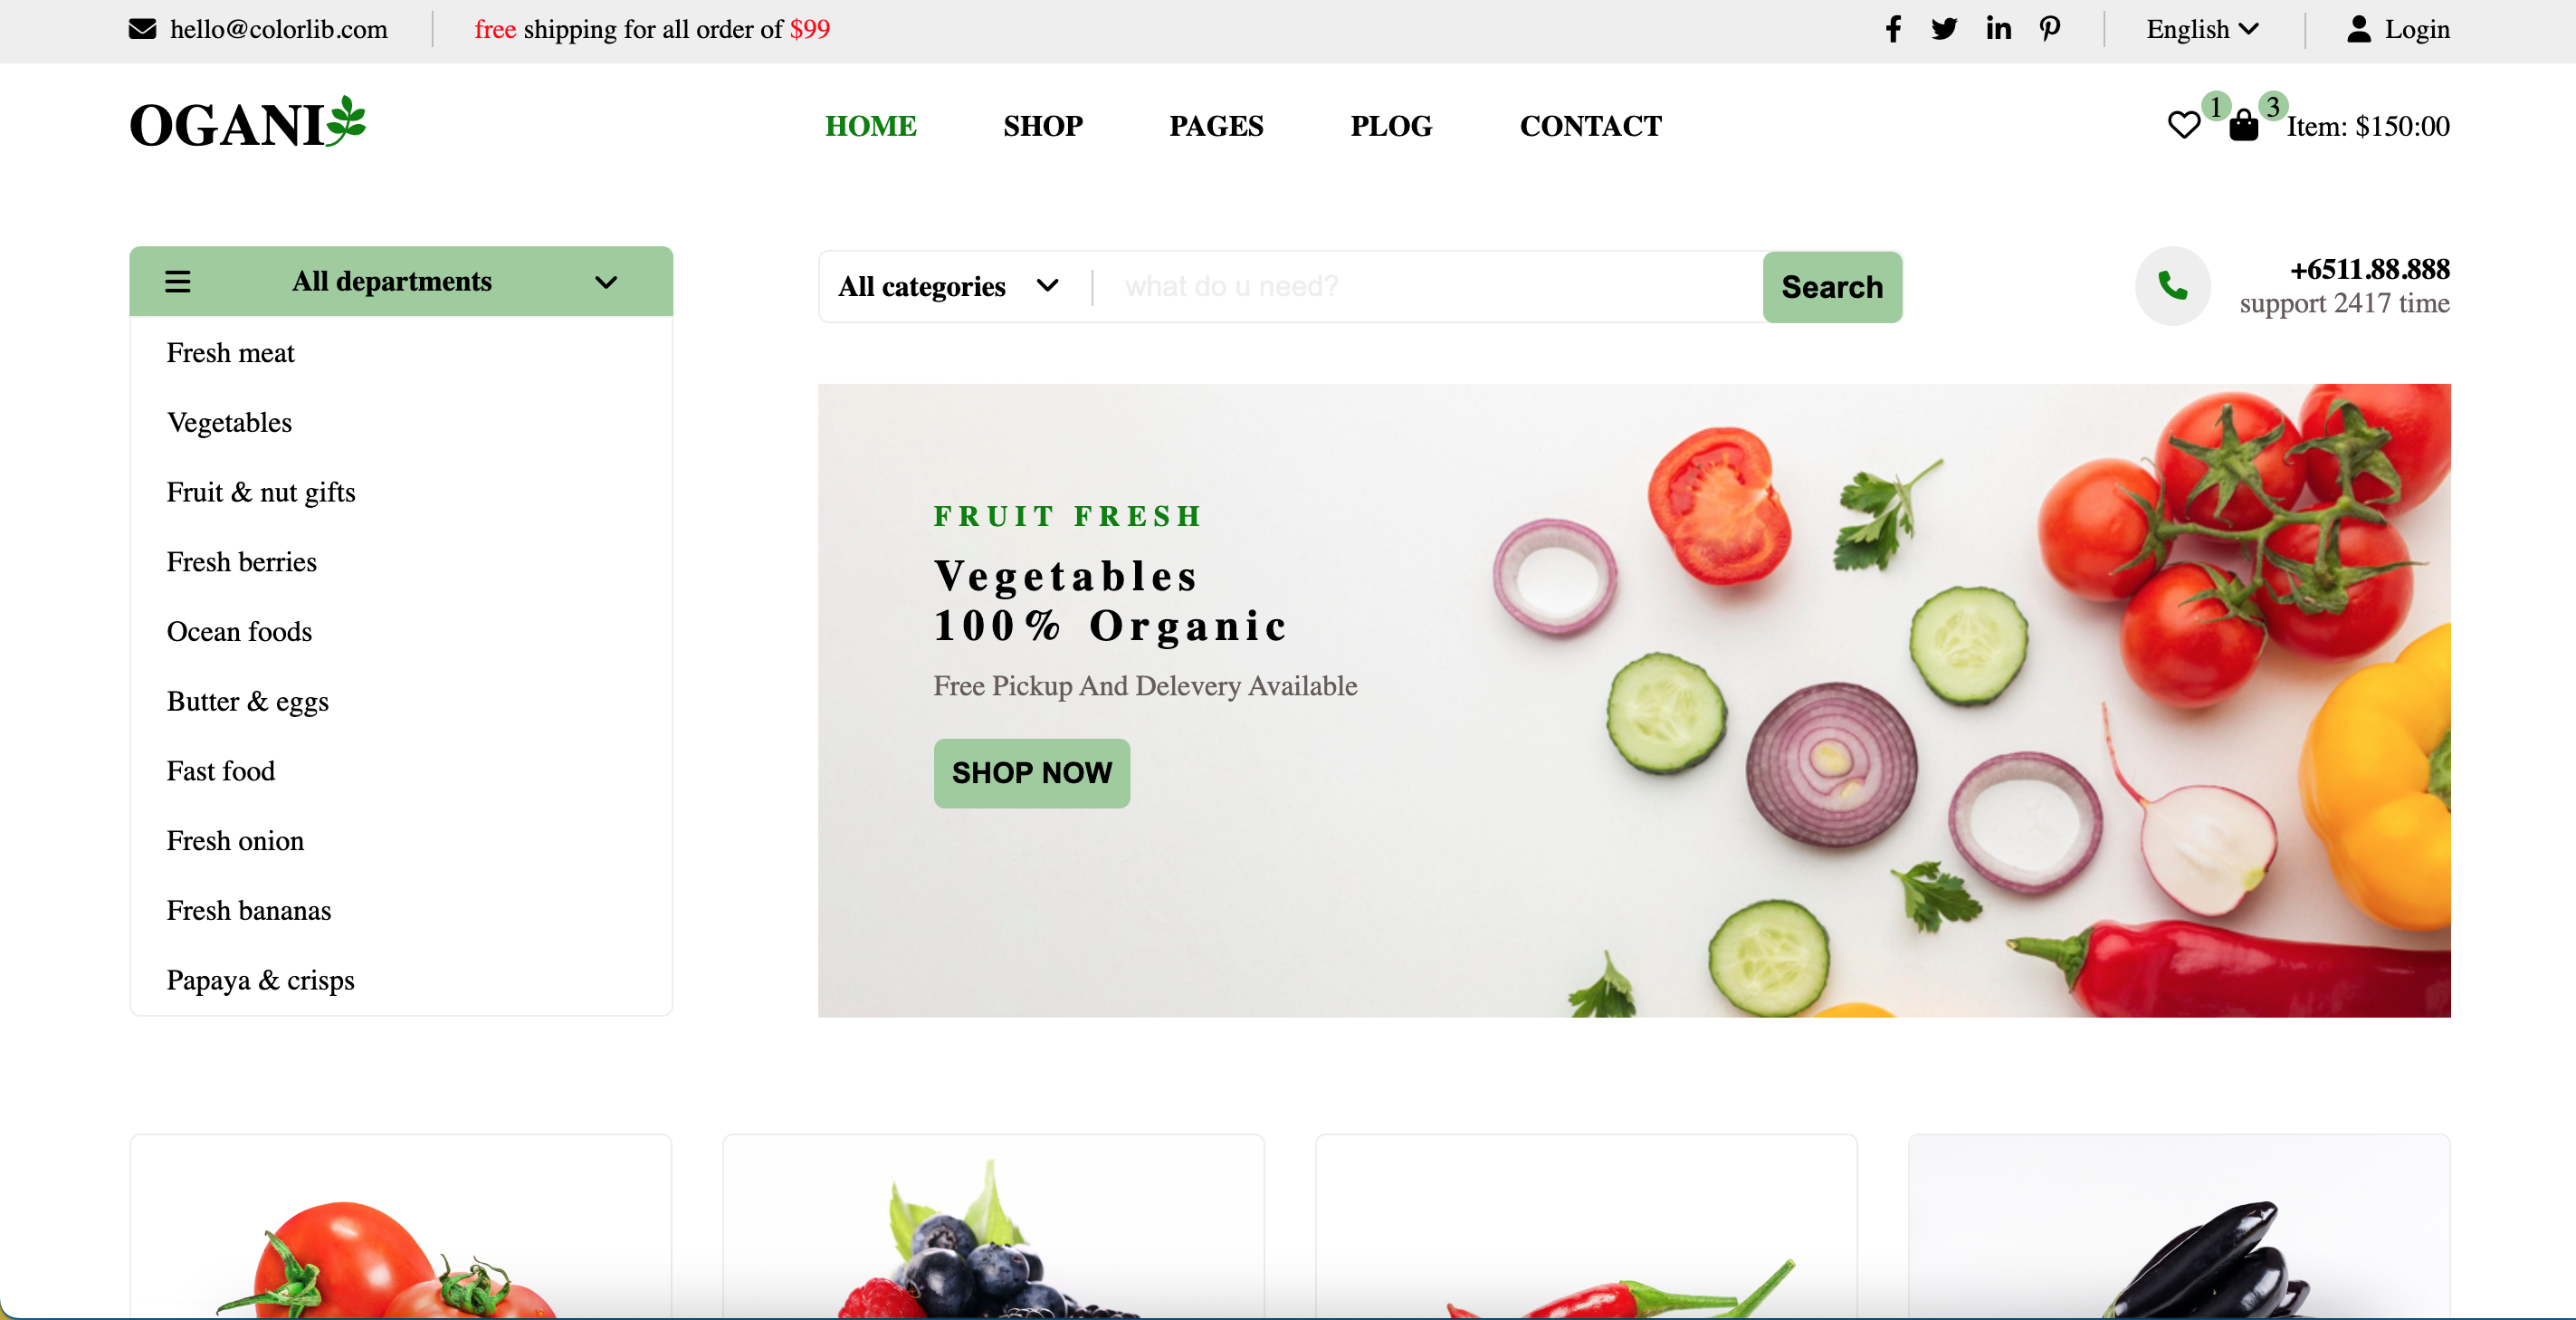 hello@colorlib.com
free shipping for all order of $99
English
Login
OGANI
HOME
SHOP
PAGES
PLOG
CONTACT
1
3
Item: $150:00
All departments
All categories
what do u need?
Search
+6511.88.888
support 2417 time
Fresh meat
Vegetables
Fruit & nut gifts
Fresh berries
Ocean foods
Butter & eggs
Fast food
Fresh onion
Fresh bananas
Papaya & crisps
FRUIT FRESH
Vegetables
100% Organic
Free Pickup And Delevery Available
SHOP NOW